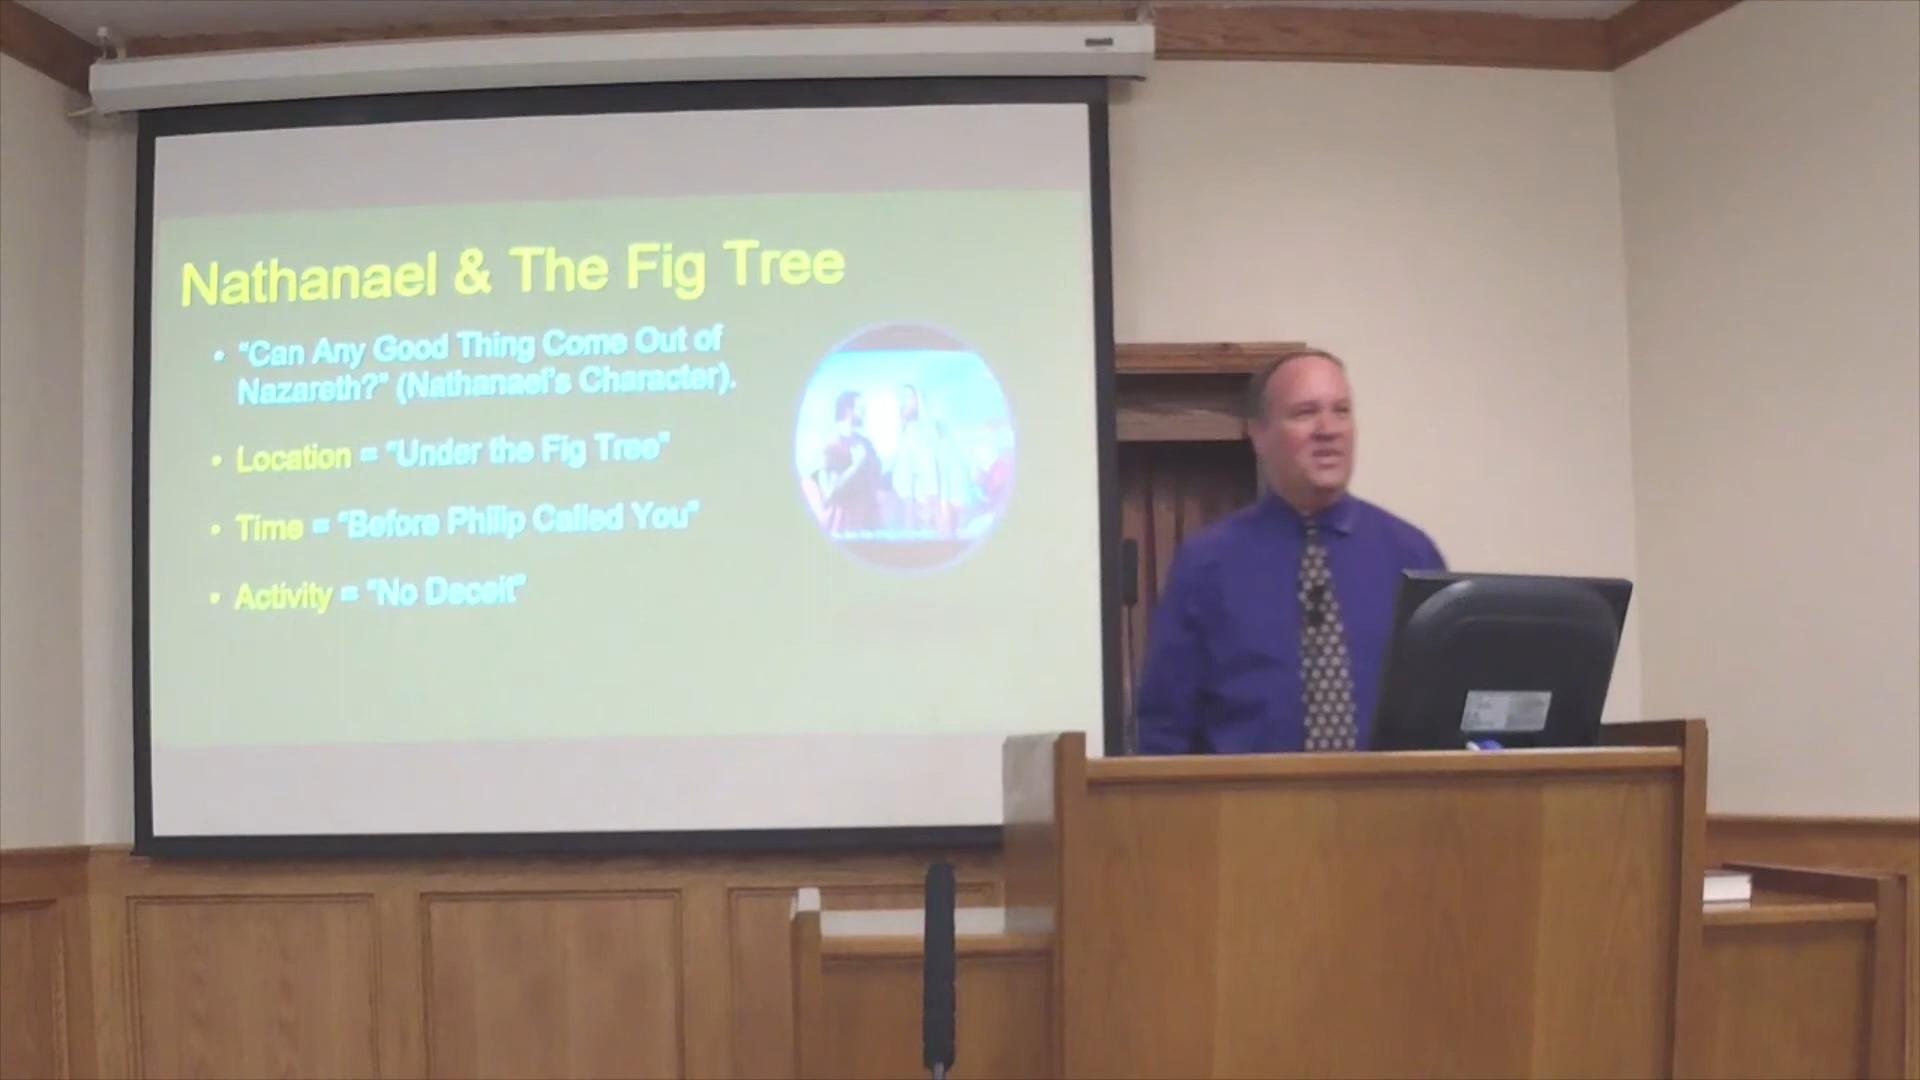 Nathanael & The Fig Tree
• “Can Any Good Thing Come Out of
Nazareth?” (Nathanael's Character).
• Location = “Under the Fig Tree”
• Time = “Before Philip Called You”
• Activity = “No Deceit”